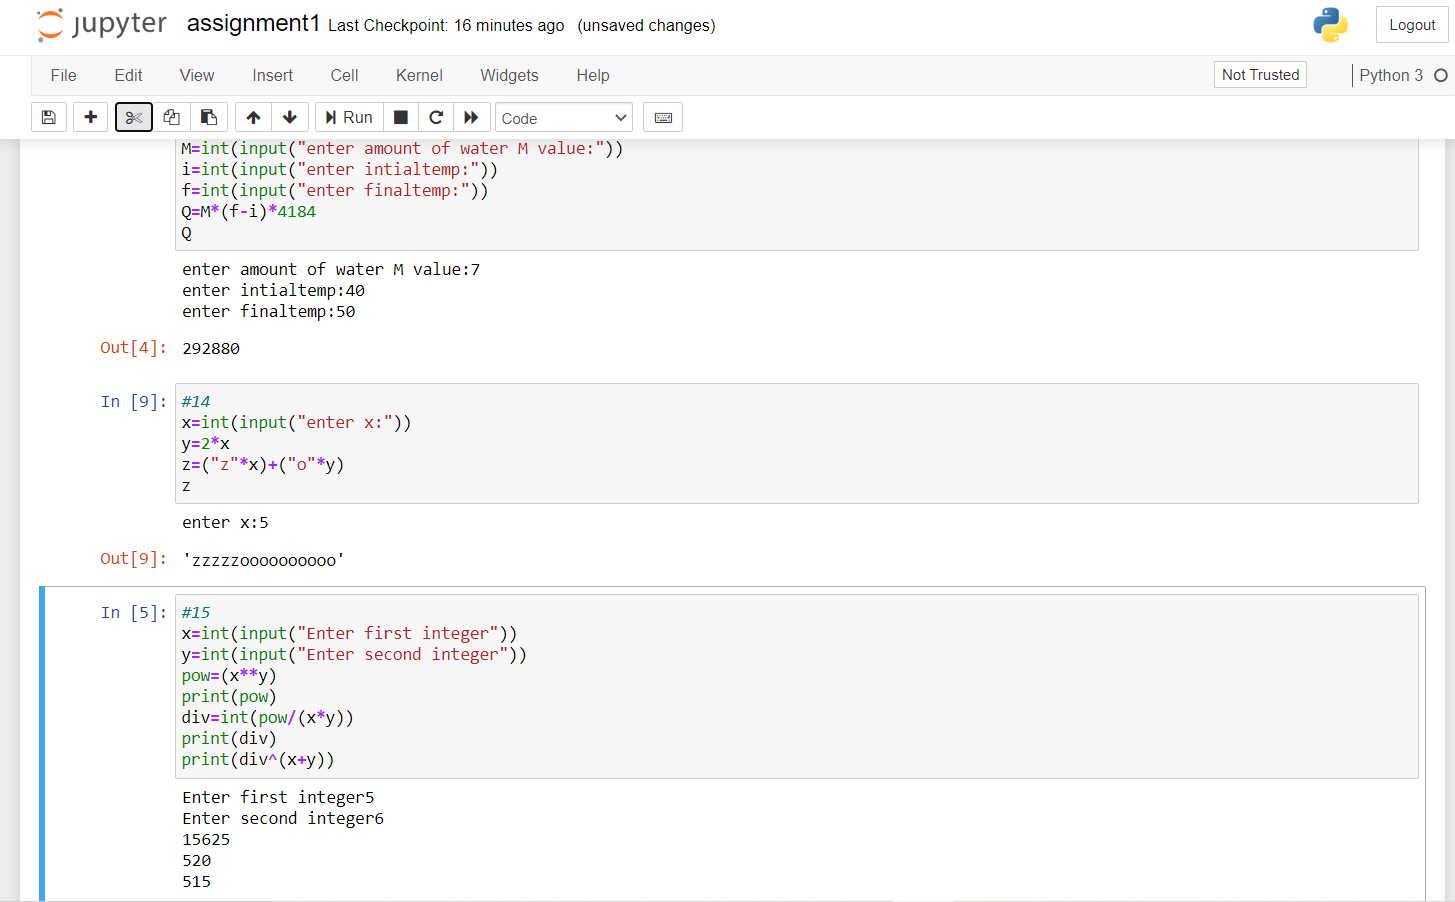 jupyter assignment1 Last Checkpoint: 16 minutes ago (unsaved changes) Logout
File Edit View Insert Cell Kernel Widgets Help Not Trusted Python 3
Run Code
M=int(input("enter amount of water M value:"))
i=int(input("enter intialtemp:"))
f=int(input("enter finaltemp:"))
Q=M*(f-i)*4184
Q
enter amount of water M value:7
enter intialtemp:40
enter finaltemp:50
Out[4]: 292880
In [9]: #14
x=int(input("enter x:"))
y=2*x
z=("z"*x)+("o"*y)
z
enter x:5
Out[9]: 'zzzzzoooooooooo'
In [5]: #15
x=int(input("Enter first integer"))
y=int(input("Enter second integer"))
pow=(x**y)
print(pow)
div=int(pow/(x*y))
print(div)
print(div^(x+y))
Enter first integer5
Enter second integer6
15625
520
515